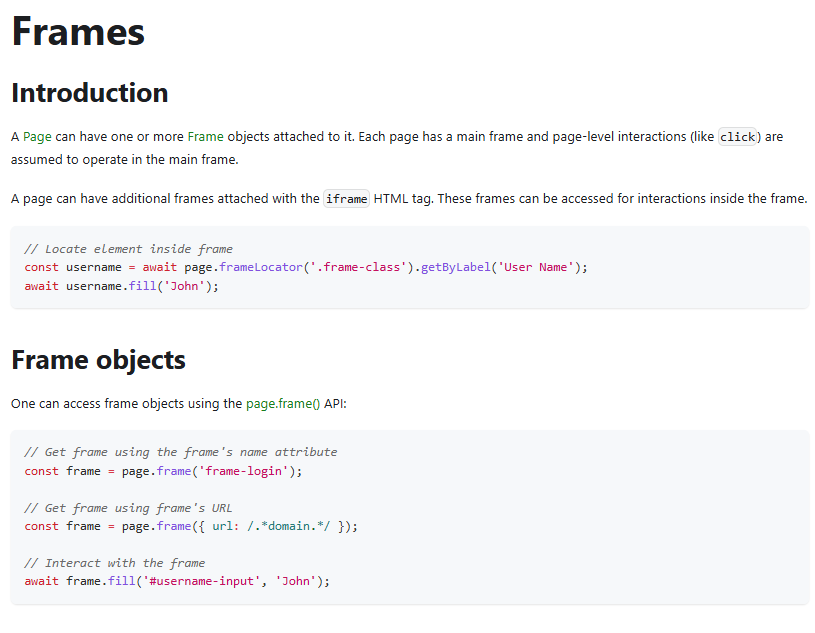 Frames
Introduction
A Page can have one or more Frame objects attached to it. Each page has a main frame and page-level interactions (like click) are
assumed to operate in the main frame.
A page can have additional frames attached with the iframe HTML tag. These frames can be accessed for interactions inside the frame.
// Locate element inside frame
const username = await page.frameLocator('.frame-class').getByLabel('User Name');
await username.fill('John');
Frame objects
One can access frame objects using the page.frame() API:
// Get frame using the frame's name attribute
const frame = page.frame('frame-login');
// Get frame using frame's URL
const frame = page.frame({ url: /.*domain.*/ });
// Interact with the frame
await frame.fill('#username-input', 'John');